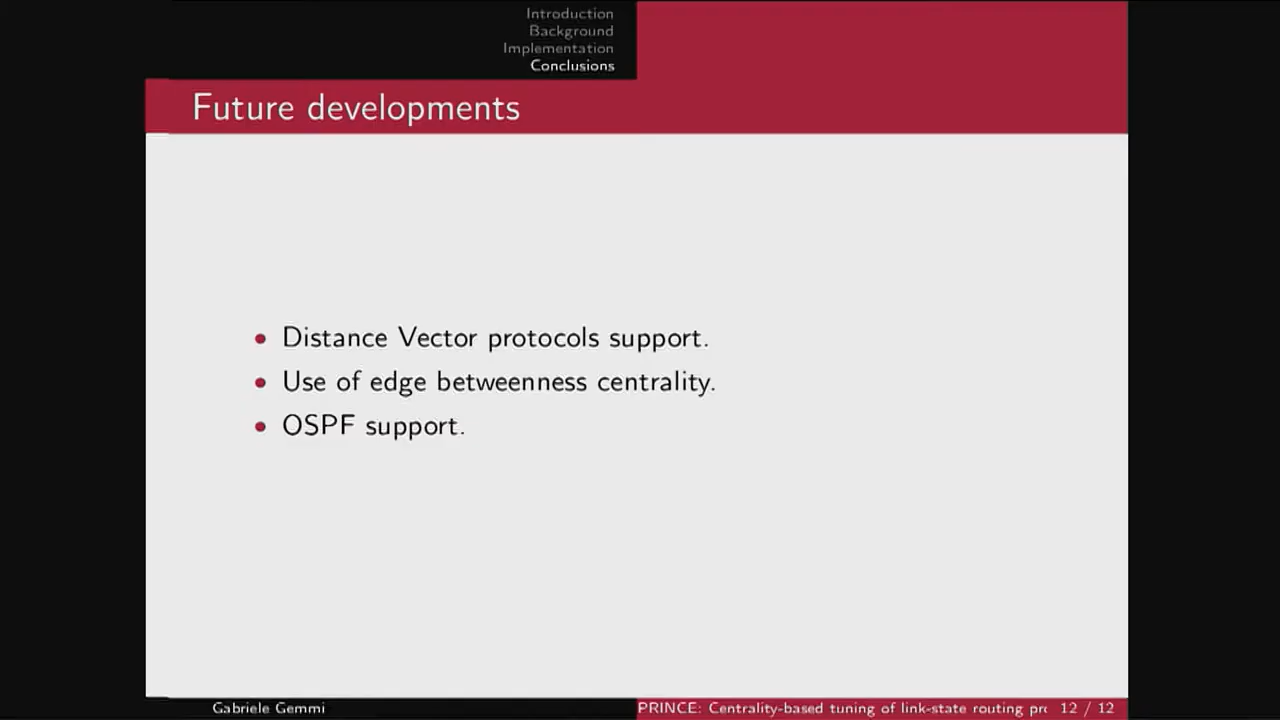 Introduction
Background
Implementation
Conclusions
Future developments
• Distance Vector protocols support.
• Use of edge betweenness centrality.
• OSPF support.
Gabriele Gemmi
PRINCE: Centrality-based tuning of link-state routing pr 12 / 12